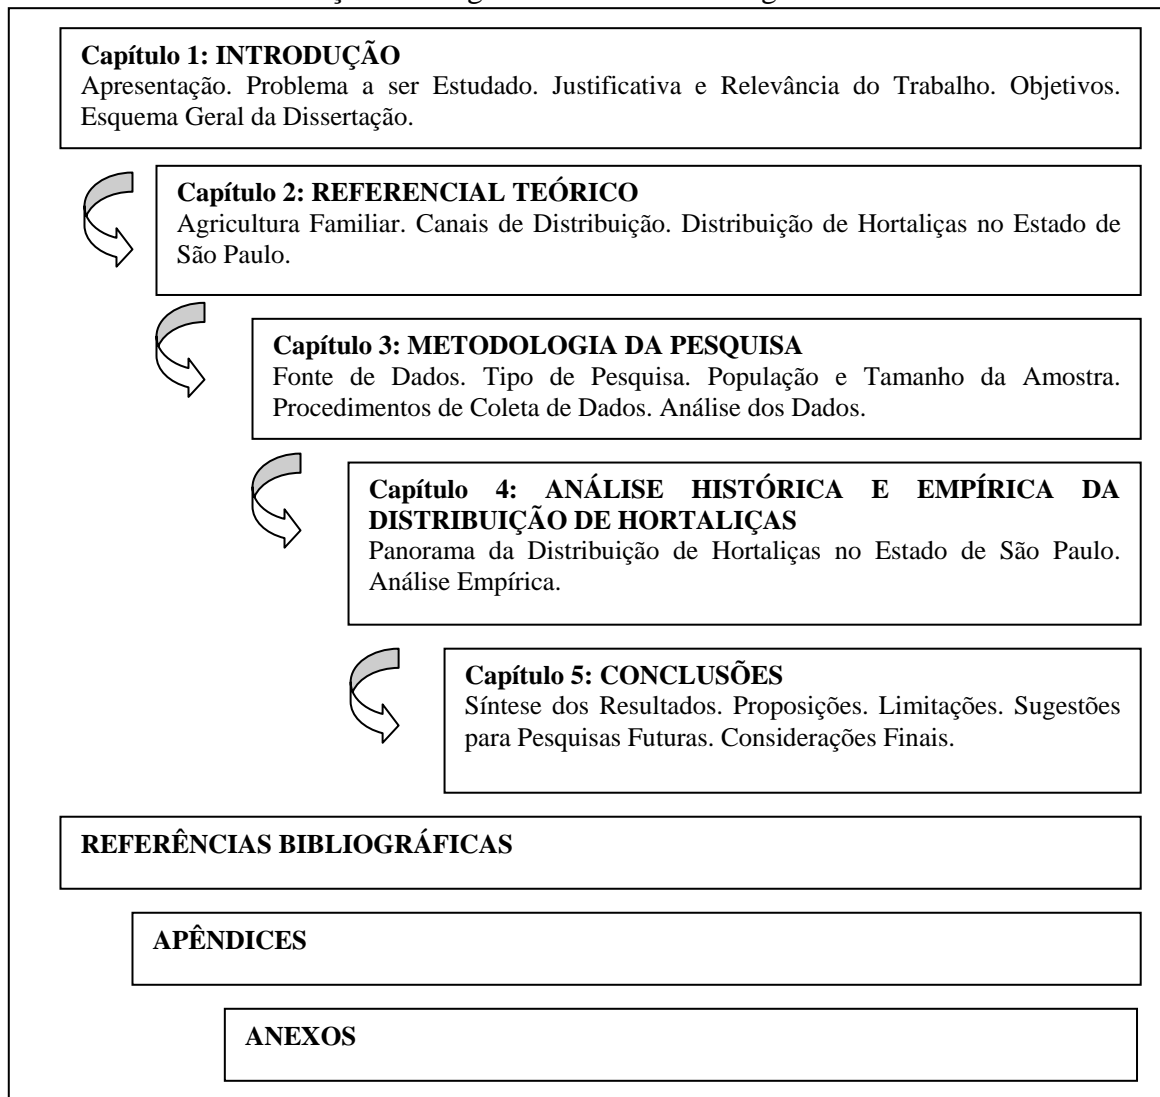 Capítulo 1: INTRODUÇÃO
Apresentação. Problema a ser Estudado. Justificativa e Relevância do Trabalho. Objetivos.
Esquema Geral da Dissertação.
Capítulo 2: REFERENCIAL TEÓRICO
Agricultura Familiar. Canais de Distribuição. Distribuição de Hortaliças no Estado de
São Paulo.
Capítulo 3: METODOLOGIA DA PESQUISA
Fonte de Dados. Tipo de Pesquisa. População e Tamanho da Amostra.
Procedimentos de Coleta de Dados. Análise dos Dados.
Capítulo 4: ANÁLISE HISTÓRICA E EMPÍRICA DA
DISTRIBUIÇÃO DE HORTALIÇAS
Panorama da Distribuição de Hortaliças no Estado de São Paulo.
Análise Empírica.
Capítulo 5: CONCLUSÕES
Síntese dos Resultados. Proposições. Limitações. Sugestões
para Pesquisas Futuras. Considerações Finais.
REFERÊNCIAS BIBLIOGRÁFICAS
APÊNDICES
ANEXOS